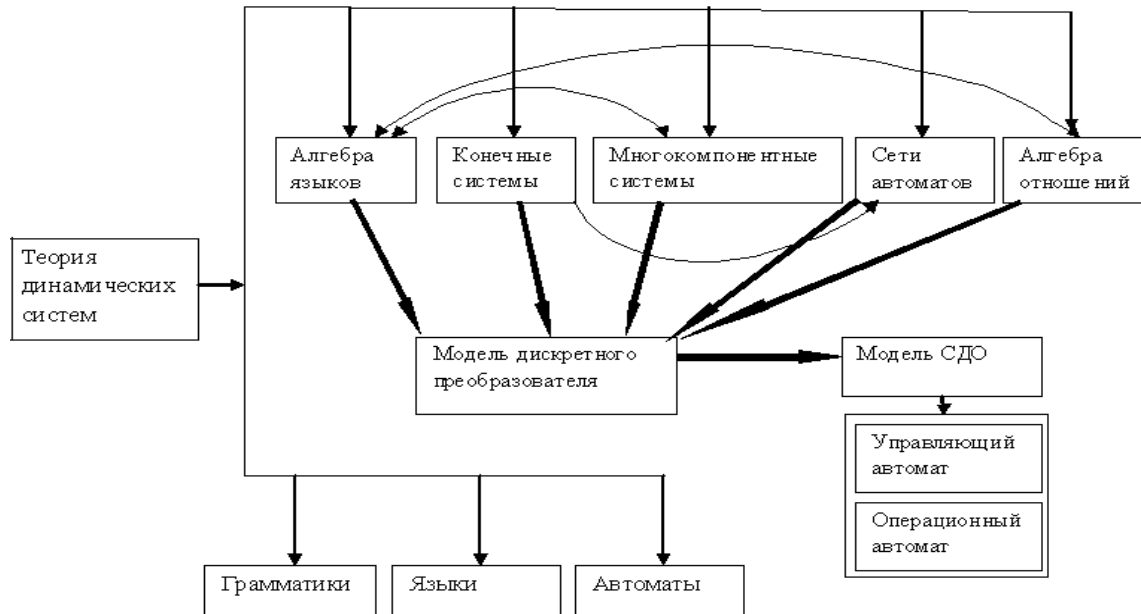 Алгебра
языков
Конечные
системы
Многокомпонентные
системы
Сети
автоматов
Алгебра
отношений
Теория
динамических
систем
Модель дискретного
преобразователя
Модель СДО
Управляющий
автомат
Операционный
автомат
Грамматики
Языки
Автоматы